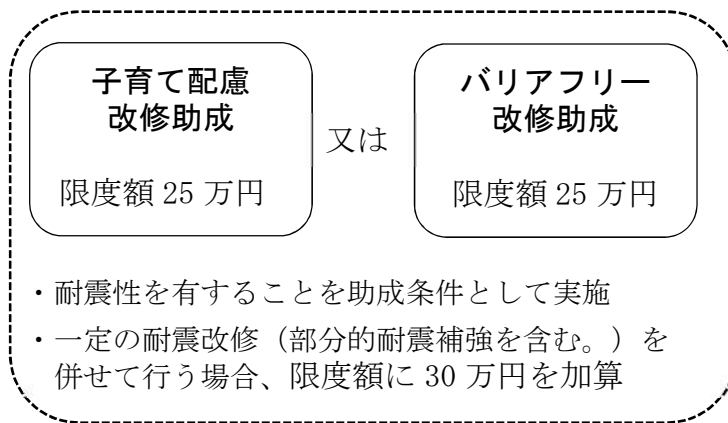 子育て配慮
改修助成
限度額 25 万円
又は
バリアフリー
改修助成
限度額 25 万円
・耐震性を有することを助成条件として実施
・一定の耐震改修（部分的耐震補強を含む。）を
併せて行う場合、限度額に 30 万円を加算